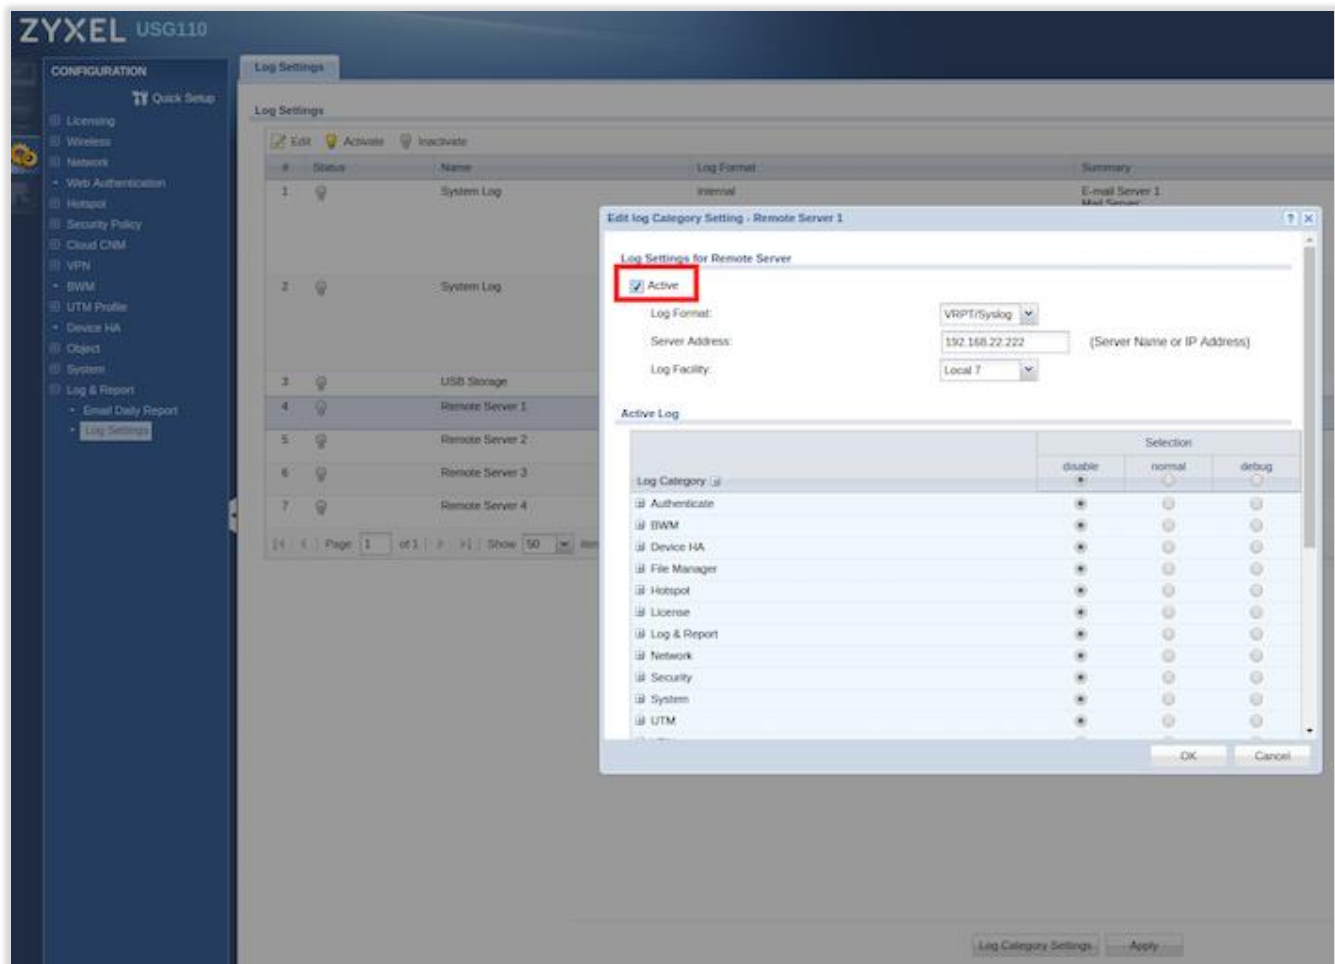 ZYXEL USG110
CONFIGURATION
Quick Setup
Licensing
Wireless
Network
Web Authentication
Hotspot
Security Policy
Cloud CNM
VPN
BWM
UTM Profile
Device HA
Object
System
Log & Report
Email Daily Report
Log Settings
Log Settings
Log Settings
Edit Activate Inactivate
# Status Name Log Format Summary
1 System Log Internal E-mail Server 1
Mail Server:
2 System Log
3 USB Storage
4 Remote Server 1
5 Remote Server 2
6 Remote Server 3
7 Remote Server 4
Page 1 of 1 Show 50
Edit log Category Setting - Remote Server 1
Log Settings for Remote Server
Active
Log Format: VRPT/Syslog
Server Address: 192.168.22.222 (Server Name or IP Address)
Log Facility: Local 7
Active Log
Selection
Log Category disable normal debug
Authenticate
BWM
Device HA
File Manager
Hotspot
License
Log & Report
Network
Security
System
UTM
OK Cancel
Log Category Settings Apply